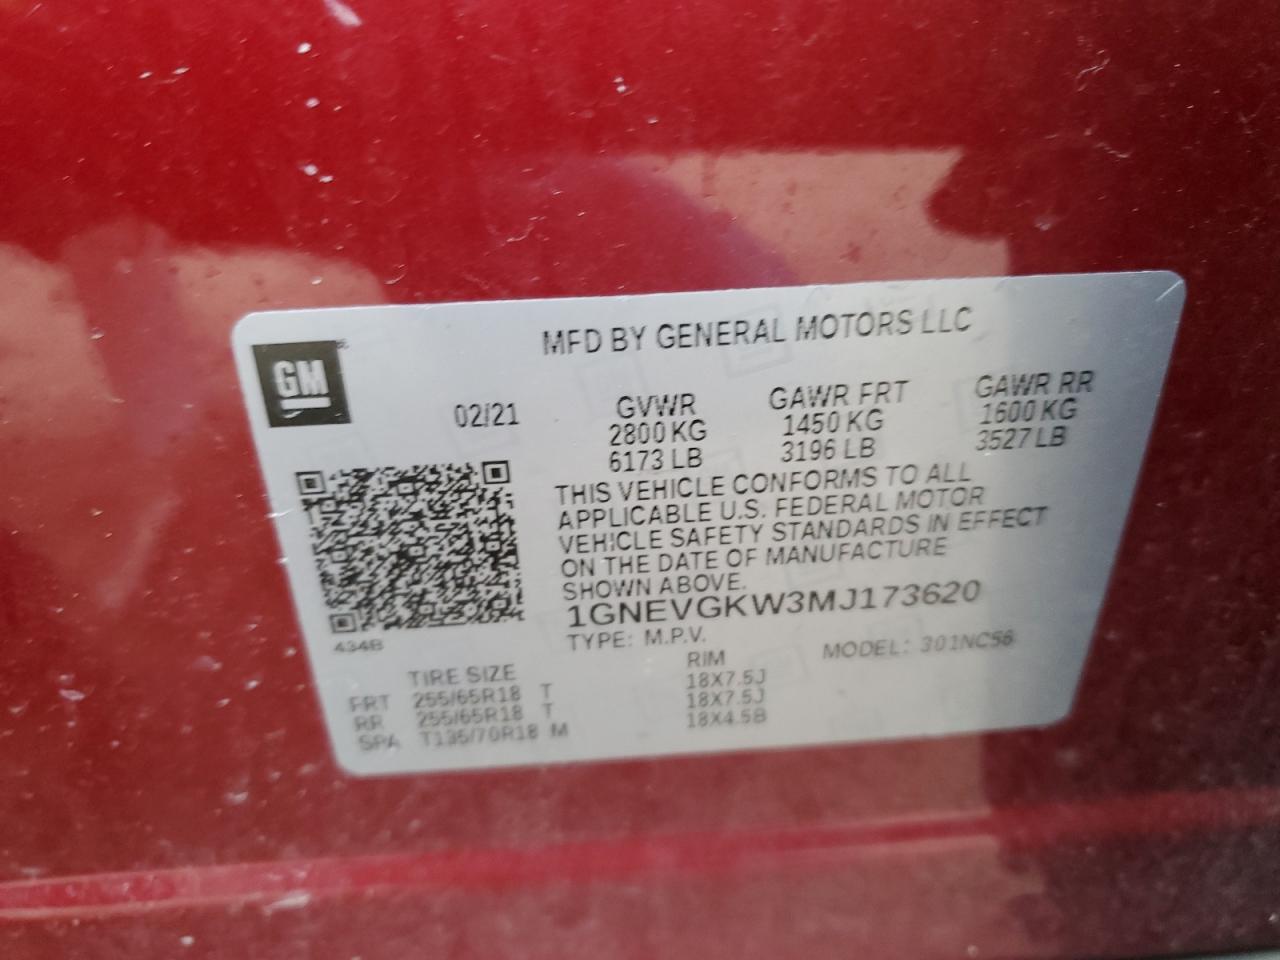 MFD BY GENERAL MOTORS LLC
GM
02/21
GVWR GAWR FRT GAWR RR
2800 KG 1450 KG 1600 KG
6173 LB 3196 LB 3527 LB
THIS VEHICLE CONFORMS TO ALL
APPLICABLE U.S. FEDERAL MOTOR
VEHICLE SAFETY STANDARDS IN EFFECT
ON THE DATE OF MANUFACTURE
SHOWN ABOVE.
1GNEVGKW3MJ173620
434B
TYPE: M.P.V. MODEL: 301NC56
TIRE SIZE RIM
FRT 255/65R18 T 18X7.5J
RR 255/65R18 T 18X7.5J
SPA T135/70R18 M 18X4.5B